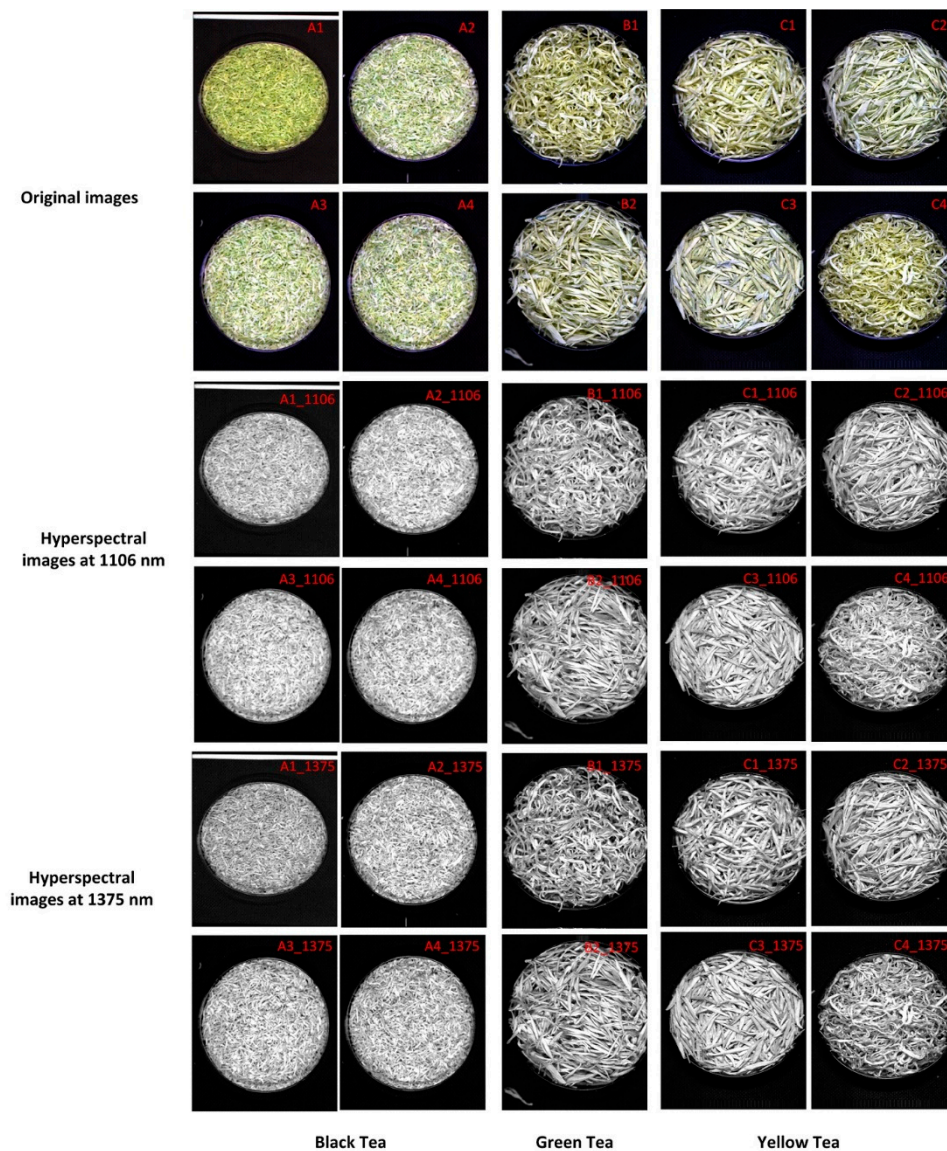 A1 A2 B1 C1 C2
Original images
A3 A4 B2 C3 C4
A1_1106 A2_1106 B1_1106 C1_1106 C2_1106
Hyperspectral
images at 1106 nm
A3_1106 A4_1106 B2_1106 C3_1106 C4_1106
A1_1375 A2_1375 B1_1375 C1_1375 C2_1375
Hyperspectral
images at 1375 nm
A3_1375 A4_1375 B2_1375 C3_1375 C4_1375
Black Tea Green Tea Yellow Tea